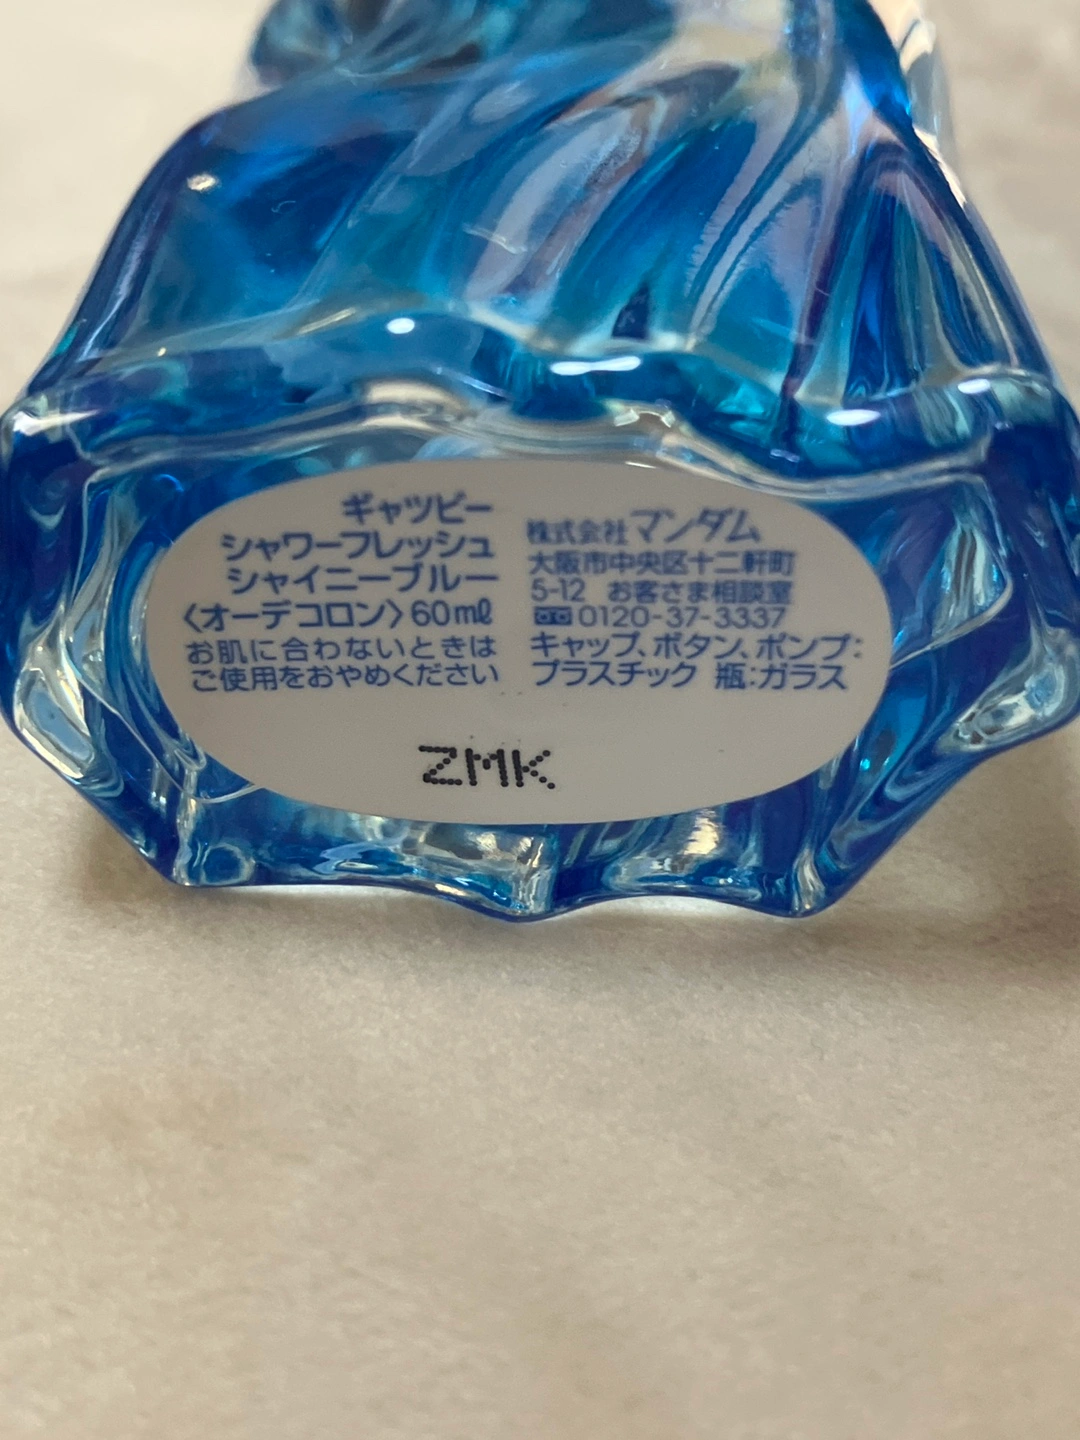 ギャツビー
シャワーフレッシュ
シャイニーブルー
〈オーデコロン〉60mℓ
お肌に合わないときは
ご使用をおやめください
株式会社マンダム
大阪市中央区十二軒町
5-12 お客さま相談室
0120-37-3337
キャップ、ボタン、ポンプ:
プラスチック 瓶:ガラス
ZMK